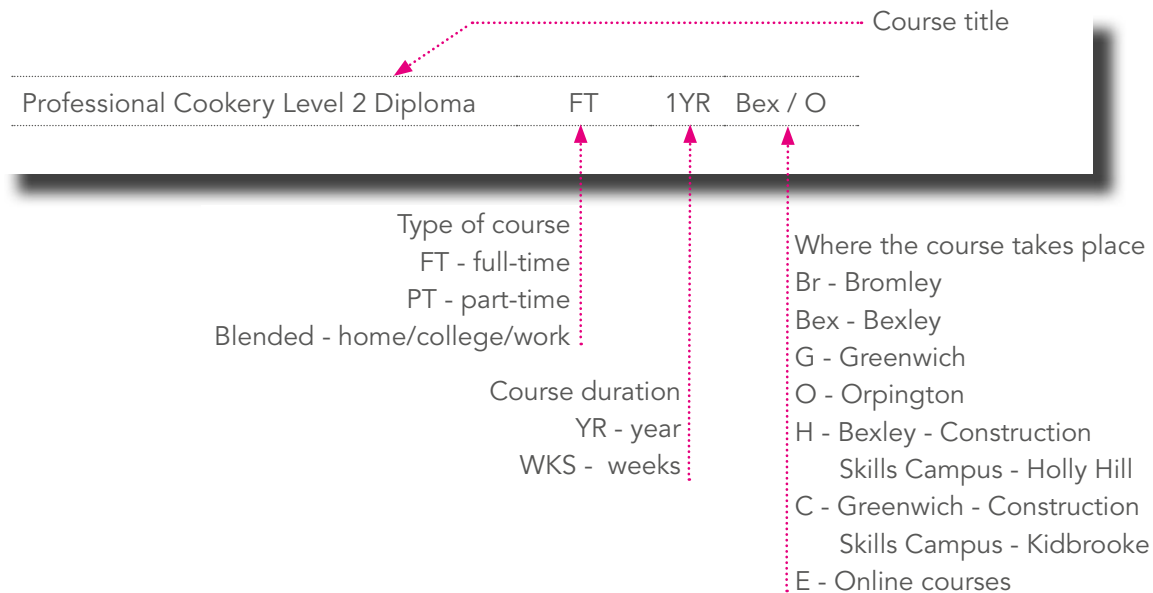 Course title
Professional Cookery Level 2 Diploma FT 1YR Bex / O
Type of course
FT - full-time
PT - part-time
Blended - home/college/work
Course duration
YR - year
WKS - weeks
Where the course takes place
Br - Bromley
Bex - Bexley
G - Greenwich
O - Orpington
H - Bexley - Construction
Skills Campus - Holly Hill
C - Greenwich - Construction
Skills Campus - Kidbrooke
E - Online courses